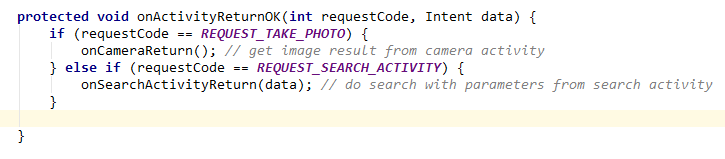 protected void onActivityReturnOK(int requestCode, Intent data) {
    if (requestCode == REQUEST_TAKE_PHOTO) {
        onCameraReturn(); // get image result from camera activity
    } else if (requestCode == REQUEST_SEARCH_ACTIVITY) {
        onSearchActivityReturn(data); // do search with parameters from search activity
    }
}